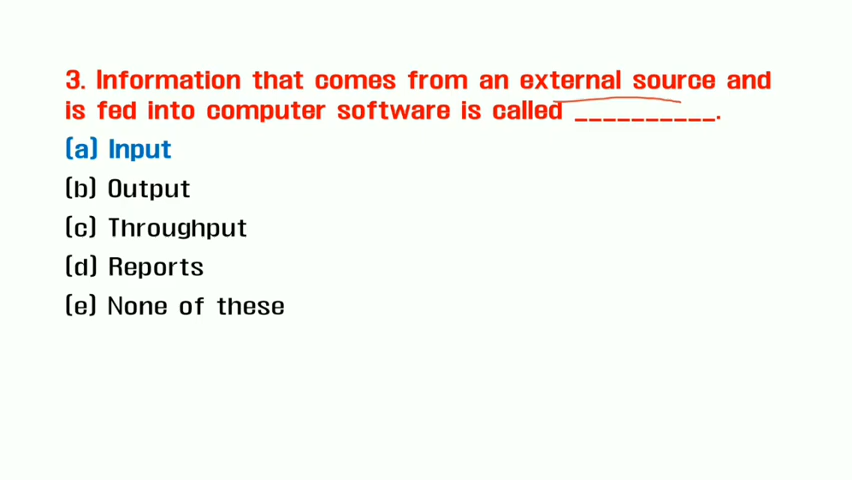 3. Information that comes from an external source and
is fed into computer software is called __________.
(a) Input
(b) Output
(c) Throughput
(d) Reports
(e) None of these